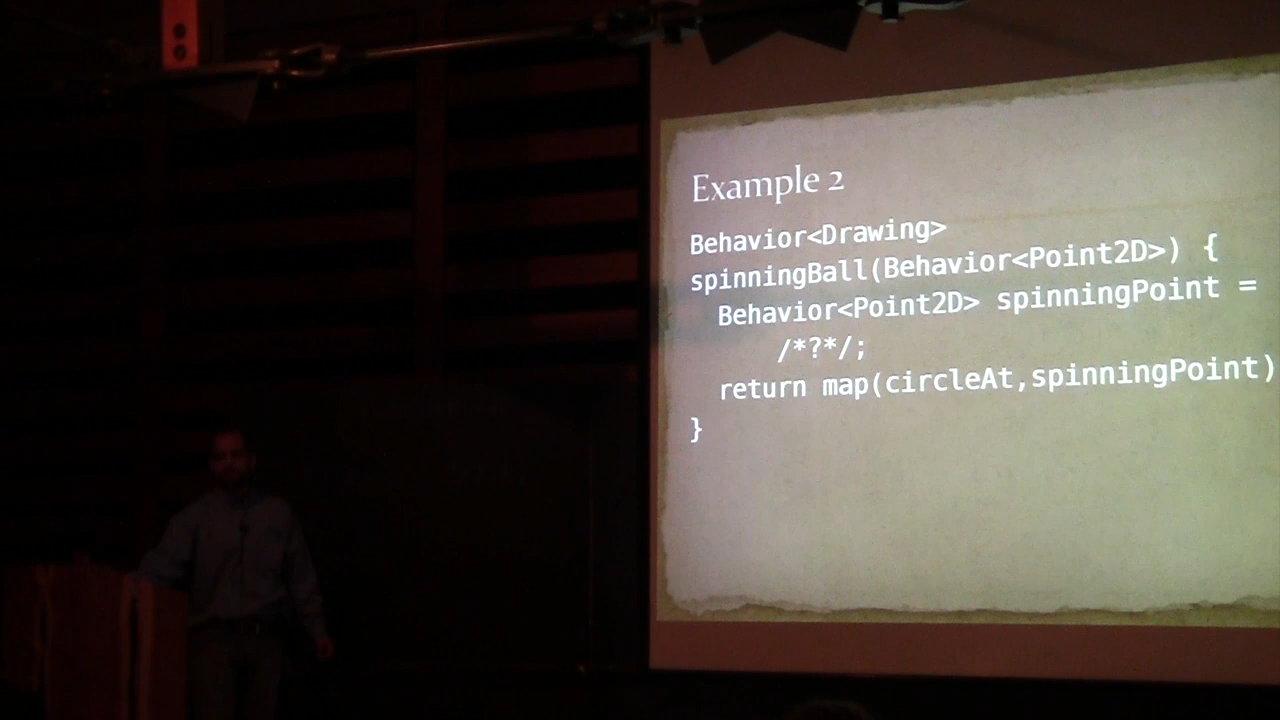 Example 2
Behavior<Drawing>
spinningBall(Behavior<Point2D>) {
Behavior<Point2D> spinningPoint =
/*?*/;
return map(circleAt,spinningPoint)
}